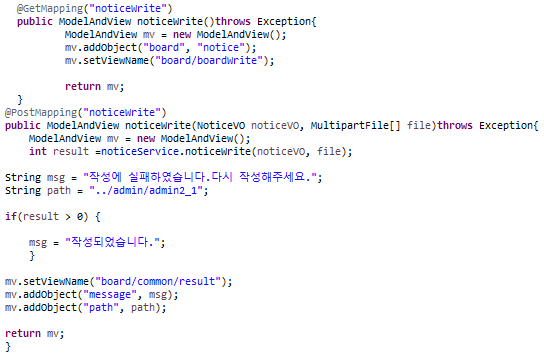 @GetMapping("noticeWrite")
public ModelAndView noticeWrite()throws Exception{
ModelAndView mv = new ModelAndView();
mv.addObject("board", "notice");
mv.setViewName("board/boardWrite");
return mv;
}
@PostMapping("noticeWrite")
public ModelAndView noticeWrite(NoticeVO noticeVO, MultipartFile[] file)throws Exception{
ModelAndView mv = new ModelAndView();
int result =noticeService.noticeWrite(noticeVO, file);
String msg = "작성에 실패하였습니다.다시 작성해주세요.";
String path = "../admin/admin2_1";
if(result > 0) {
msg = "작성되었습니다.";
}
mv.setViewName("board/common/result");
mv.addObject("message", msg);
mv.addObject("path", path);
return mv;
}